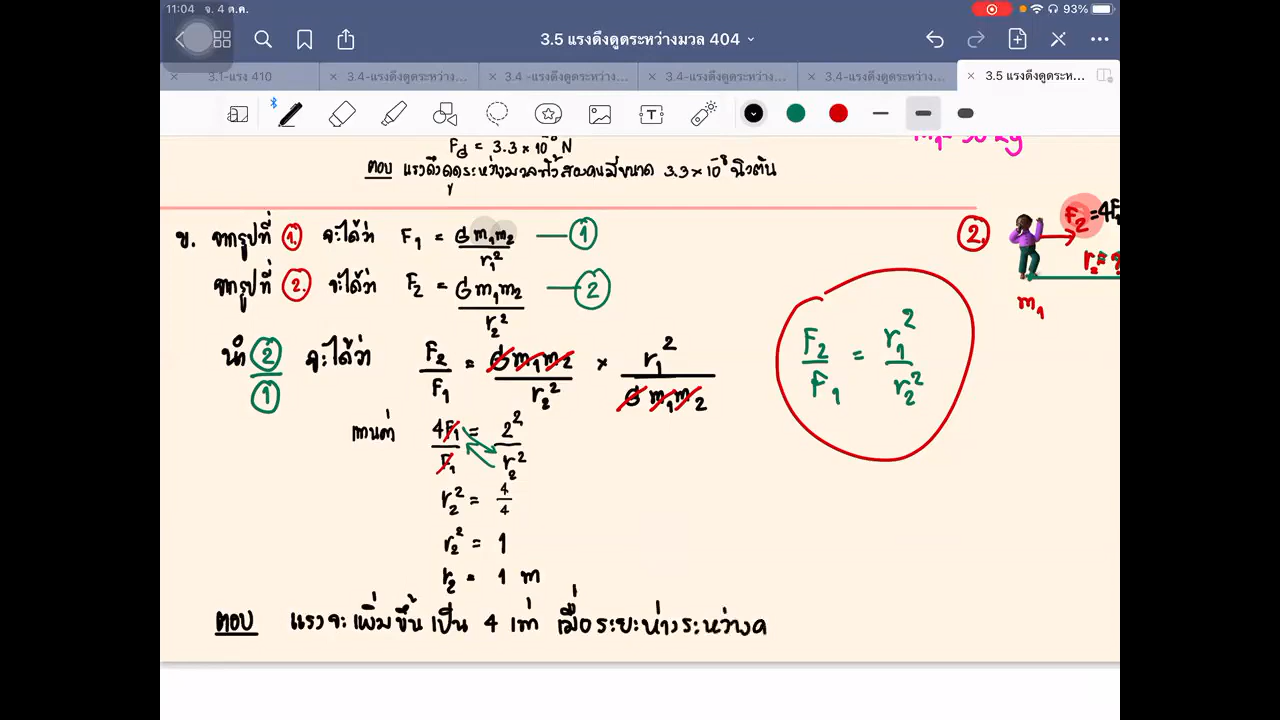 11:04 จ. 4 ต.ค.
93%
3.5 แรงดึงดูดระหว่างมวล 404
3.1-แรง 410
3.4-แรงดึงดูดระหว่าง...
3.4 -แรงดึงดูดระหว่าง...
3.4-แรงดึงดูดระหว่าง...
3.4-แรงดึงดูดระหว่าง...
3.5 แรงดึงดูดระห...
Fd = 3.3 × 10⁻⁸ N
ตอบ แรงดึงดูดระหว่างมวลทั้งสองคนมีขนาด 3.3 × 10⁻⁸ นิวตัน
ข. จากรูปที่ 1. จะได้ว่า F₁ = Gm₁m₂/r₁² — ①
จากรูปที่ 2. จะได้ว่า F₂ = Gm₁m₂/r₂² — ②
นำ ②/① จะได้ว่า F₂/F₁ = Gm₁m₂/r₂² × r₁²/Gm₁m₂
แทนค่า 4F₁/F₁ = 2²/r₂²
r₂² = 4/4
r₂² = 1
r₂ = 1 m
ตอบ แรงจะเพิ่มขึ้นเป็น 4 เท่า เมื่อระยะห่างระหว่างค
F₂/F₁ = r₁²/r₂²
2.
F₂=4F
r₂= ?
m₁